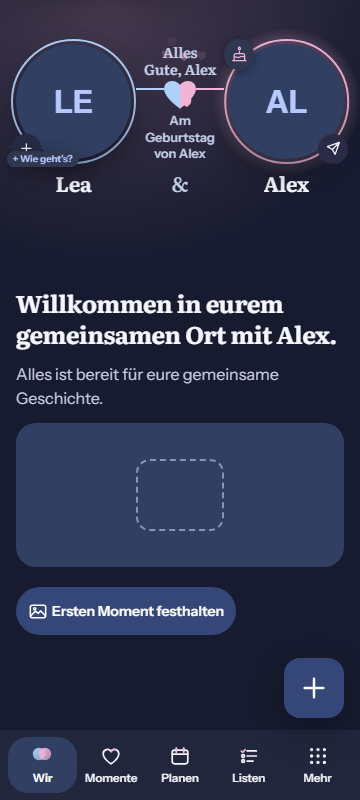 Alles
Gute, Alex
LE
AL
Am
Geburtstag
von Alex
+ Wie geht's?
Lea
&
Alex
Willkommen in eurem
gemeinsamen Ort mit Alex.
Alles ist bereit für eure gemeinsame
Geschichte.
Ersten Moment festhalten
Wir
Momente
Planen
Listen
Mehr